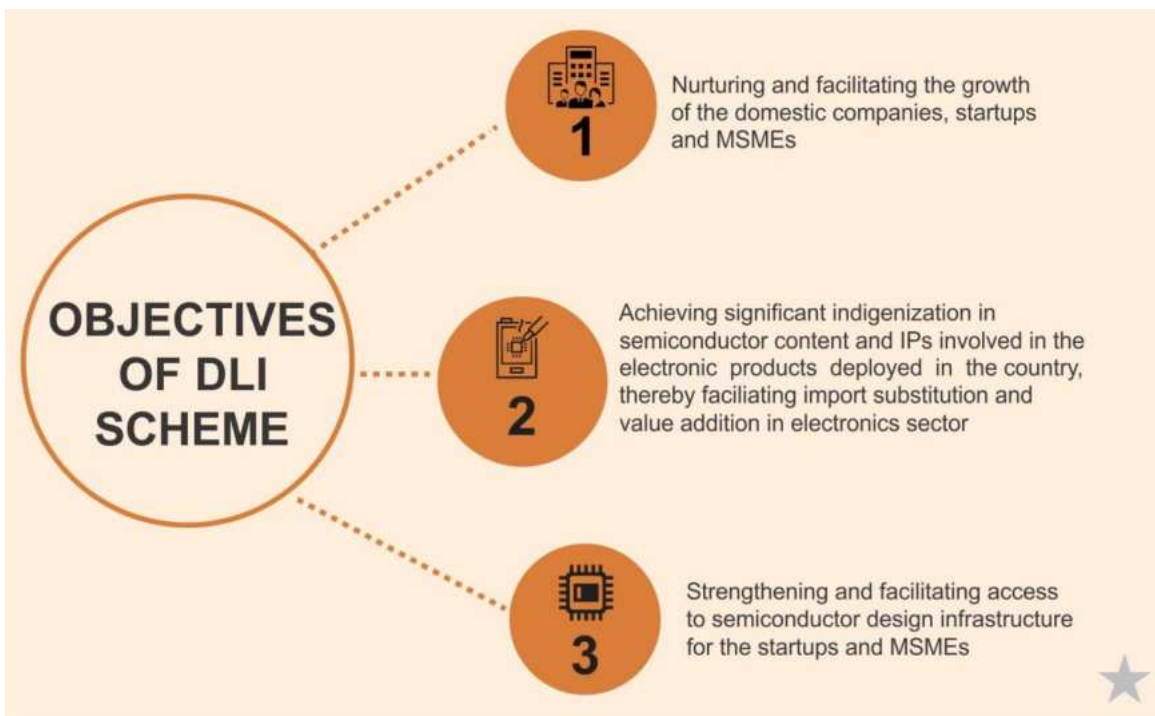 OBJECTIVES
OF DLI
SCHEME
1
Nurturing and facilitating the growth
of the domestic companies, startups
and MSMEs
2
Achieving significant indigenization in
semiconductor content and IPs involved in the
electronic products deployed in the country,
thereby faciliating import substitution and
value addition in electronics sector
3
Strengthening and facilitating access
to semiconductor design infrastructure
for the startups and MSMEs